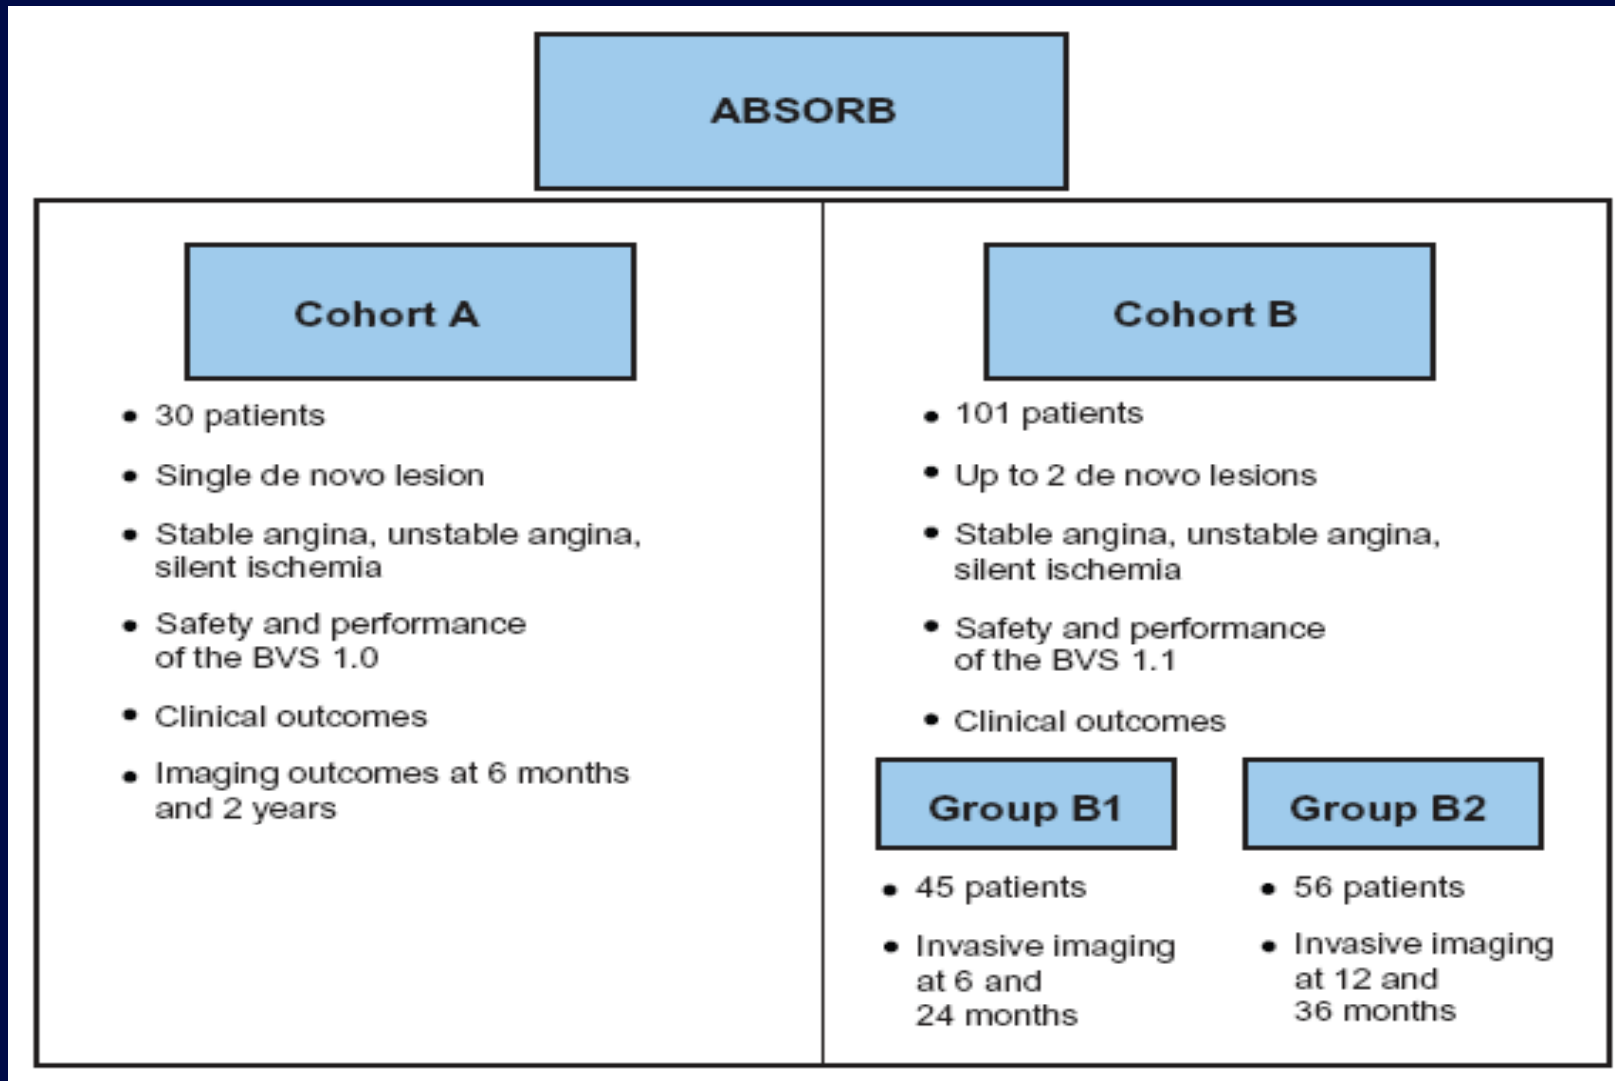 ABSORB
Cohort A
• 30 patients
• Single de novo lesion
• Stable angina, unstable angina,
silent ischemia
• Safety and performance
of the BVS 1.0
• Clinical outcomes
• Imaging outcomes at 6 months
and 2 years
Cohort B
• 101 patients
• Up to 2 de novo lesions
• Stable angina, unstable angina,
silent ischemia
• Safety and performance
of the BVS 1.1
• Clinical outcomes
Group B1
• 45 patients
• Invasive imaging
at 6 and
24 months
Group B2
• 56 patients
• Invasive imaging
at 12 and
36 months